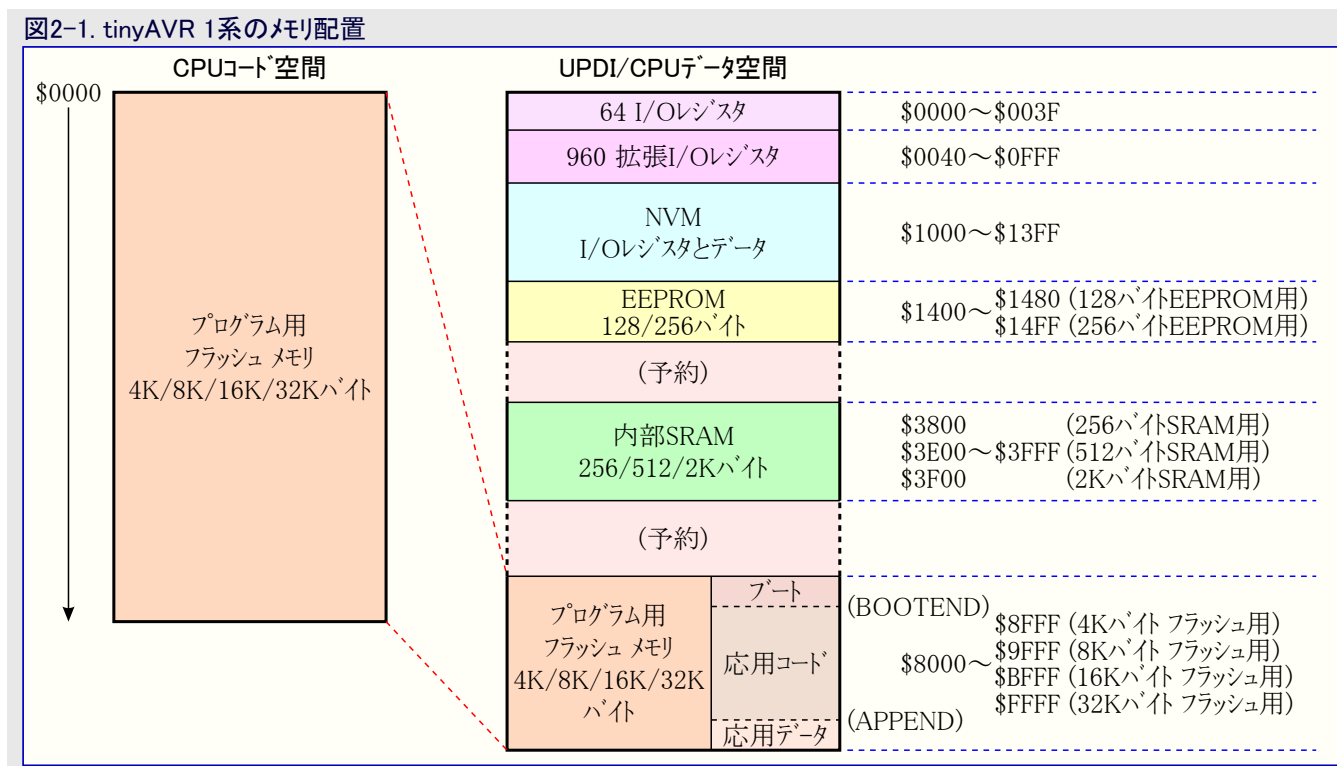 図2-1. tinyAVR 1系のメモリ配置
CPUコード空間
$0000
プログラム用
フラッシュ メモリ
4K/8K/16K/32Kバイト
UPDI/CPUデータ空間
64 I/Oレジスタ
$0000～$003F
960 拡張I/Oレジスタ
$0040～$0FFF
NVM
I/Oレジスタとデータ
$1000～$13FF
EEPROM
128/256バイト
$1400～
$1480 (128バイトEEPROM用)
$14FF (256バイトEEPROM用)
(予約)
内部SRAM
256/512/2Kバイト
$3800 (256バイトSRAM用)
$3E00～$3FFF (512バイトSRAM用)
$3F00 (2KバイトSRAM用)
(予約)
プログラム用
フラッシュ メモリ
4K/8K/16K/32K
バイト
ブート
応用コード
応用データ
(BOOTEND)
$8000～
$8FFF (4Kバイト フラッシュ用)
$9FFF (8Kバイト フラッシュ用)
$BFFF (16Kバイト フラッシュ用)
$FFFF (32Kバイト フラッシュ用)
(APPEND)